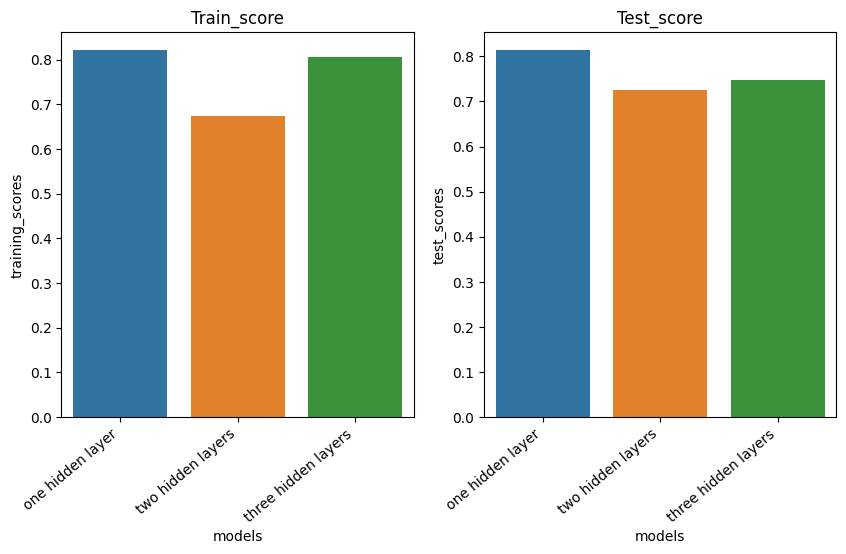 Train_score
training_scores
0.8
0.7
0.6
0.5
0.4
0.3
0.2
0.1
0.0
one hidden layer
two hidden layers
three hidden layers
models
Test_score
test_scores
0.8
0.7
0.6
0.5
0.4
0.3
0.2
0.1
0.0
one hidden layer
two hidden layers
three hidden layers
models